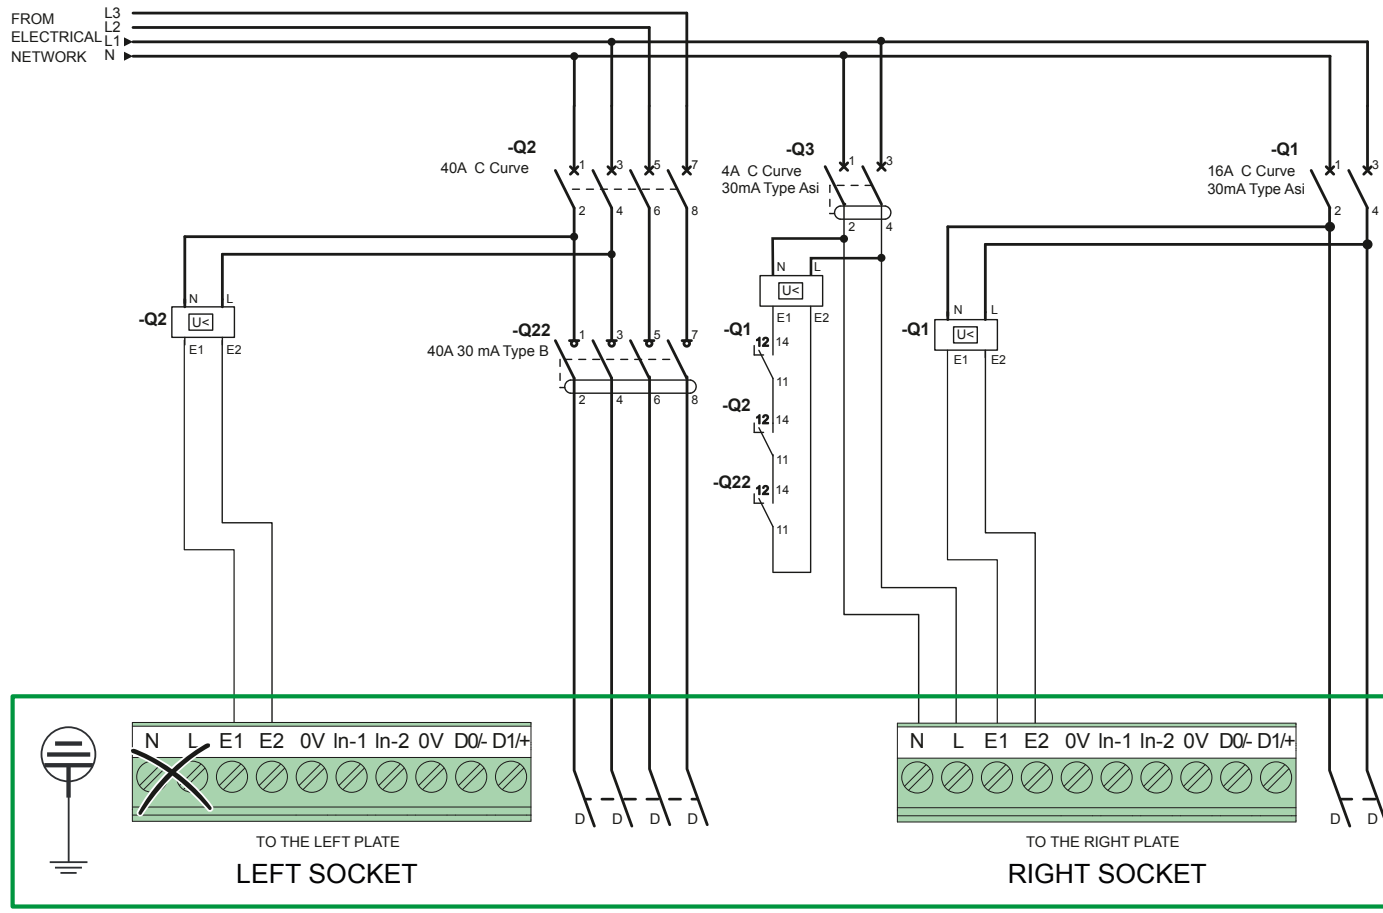 FROM
ELECTRICAL
NETWORK
L3
L2
L1
N
-Q2
40A C Curve
1 3 5 7
2 4 6 8
-Q3
4A C Curve
30mA Type Asi
1 3
2 4
-Q1
16A C Curve
30mA Type Asi
1 3
2 4
N L
-Q2
U<
E1 E2
-Q22
40A 30 mA Type B
1 3 5 7
2 4 6 8
N L
U<
E1 E2
-Q1
12 14
11
-Q2
12 14
11
-Q22
12 14
11
N L
-Q1
U<
E1 E2
N L E1 E2 0V In-1 In-2 0V D0/- D1/+
D D D D
TO THE LEFT PLATE
LEFT SOCKET
N L E1 E2 0V In-1 In-2 0V D0/- D1/+
D D
TO THE RIGHT PLATE
RIGHT SOCKET